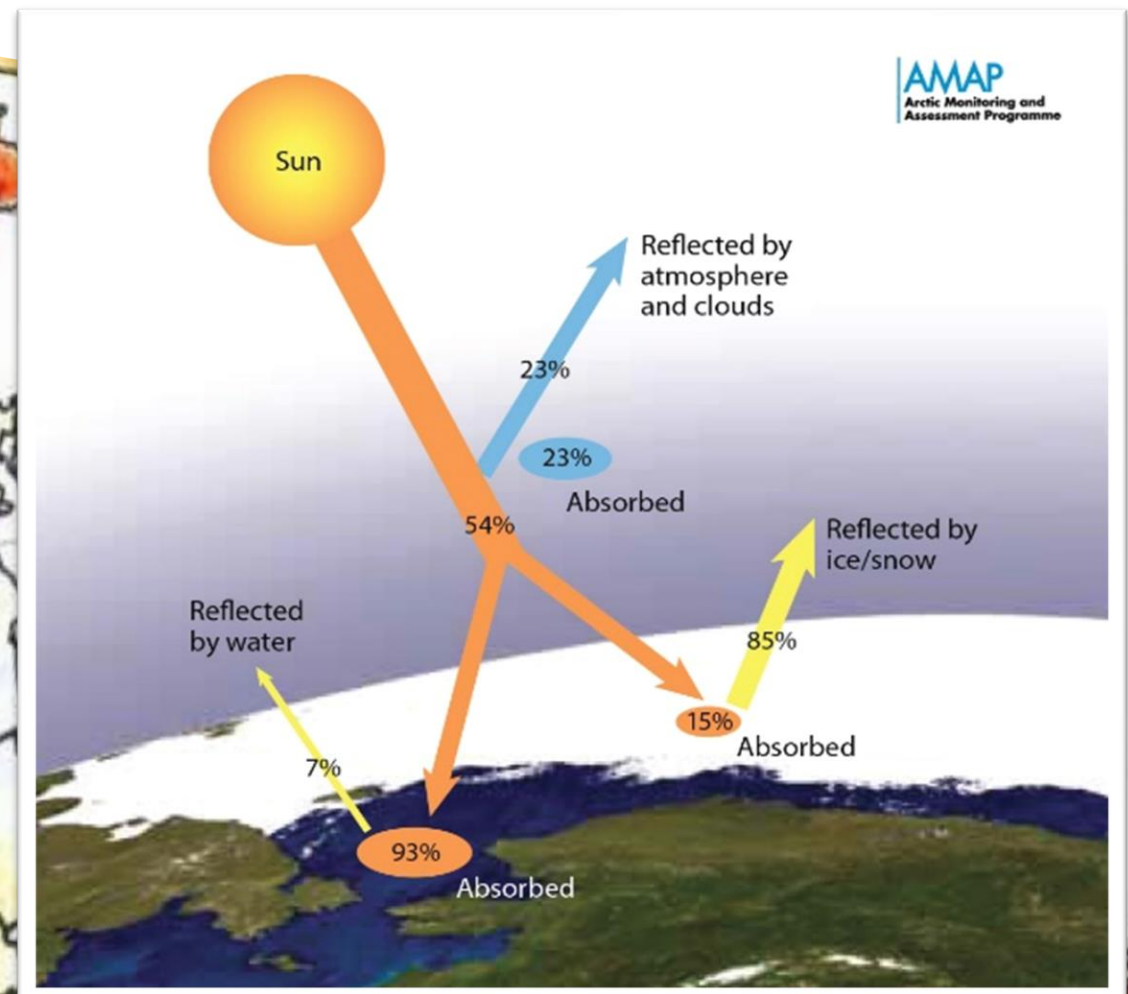 AMAP
Arctic Monitoring and
Assessment Programme
Sun
Reflected by
atmosphere
and clouds
23%
23%
Absorbed
54%
Reflected by
ice/snow
85%
15%
Absorbed
Reflected
by water
7%
93%
Absorbed